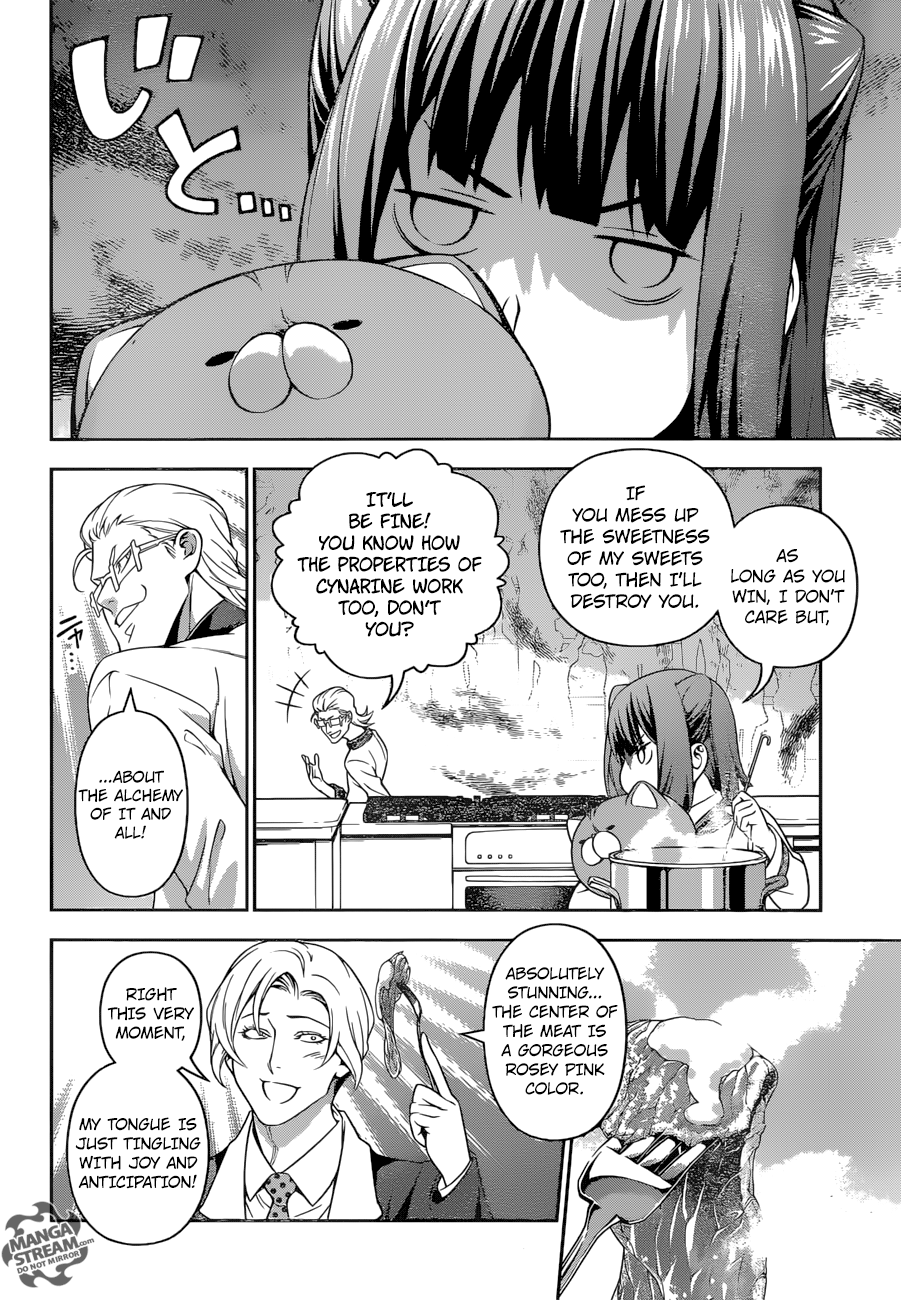 じと…
AS
LONG AS YOU
WIN, I DON'T
CARE BUT,
IF
YOU MESS UP
THE SWEETNESS
OF MY SWEETS
TOO, THEN I'LL
DESTROY YOU.
IT'LL
BE FINE!
YOU KNOW HOW
THE PROPERTIES OF
CYNARINE WORK
TOO, DON'T
YOU?
ニヤ…
...ABOUT
THE ALCHEMY
OF IT AND
ALL!
ABSOLUTELY
STUNNING...
THE CENTER
OF THE MEAT IS
A GORGEOUS
ROSEY PINK
COLOR.
RIGHT
THIS VERY
MOMENT,
MY TONGUE IS
JUST TINGLING
WITH JOY AND
ANTICIPATION!
MANGA
STREAM.com
DO NOT MIRROR